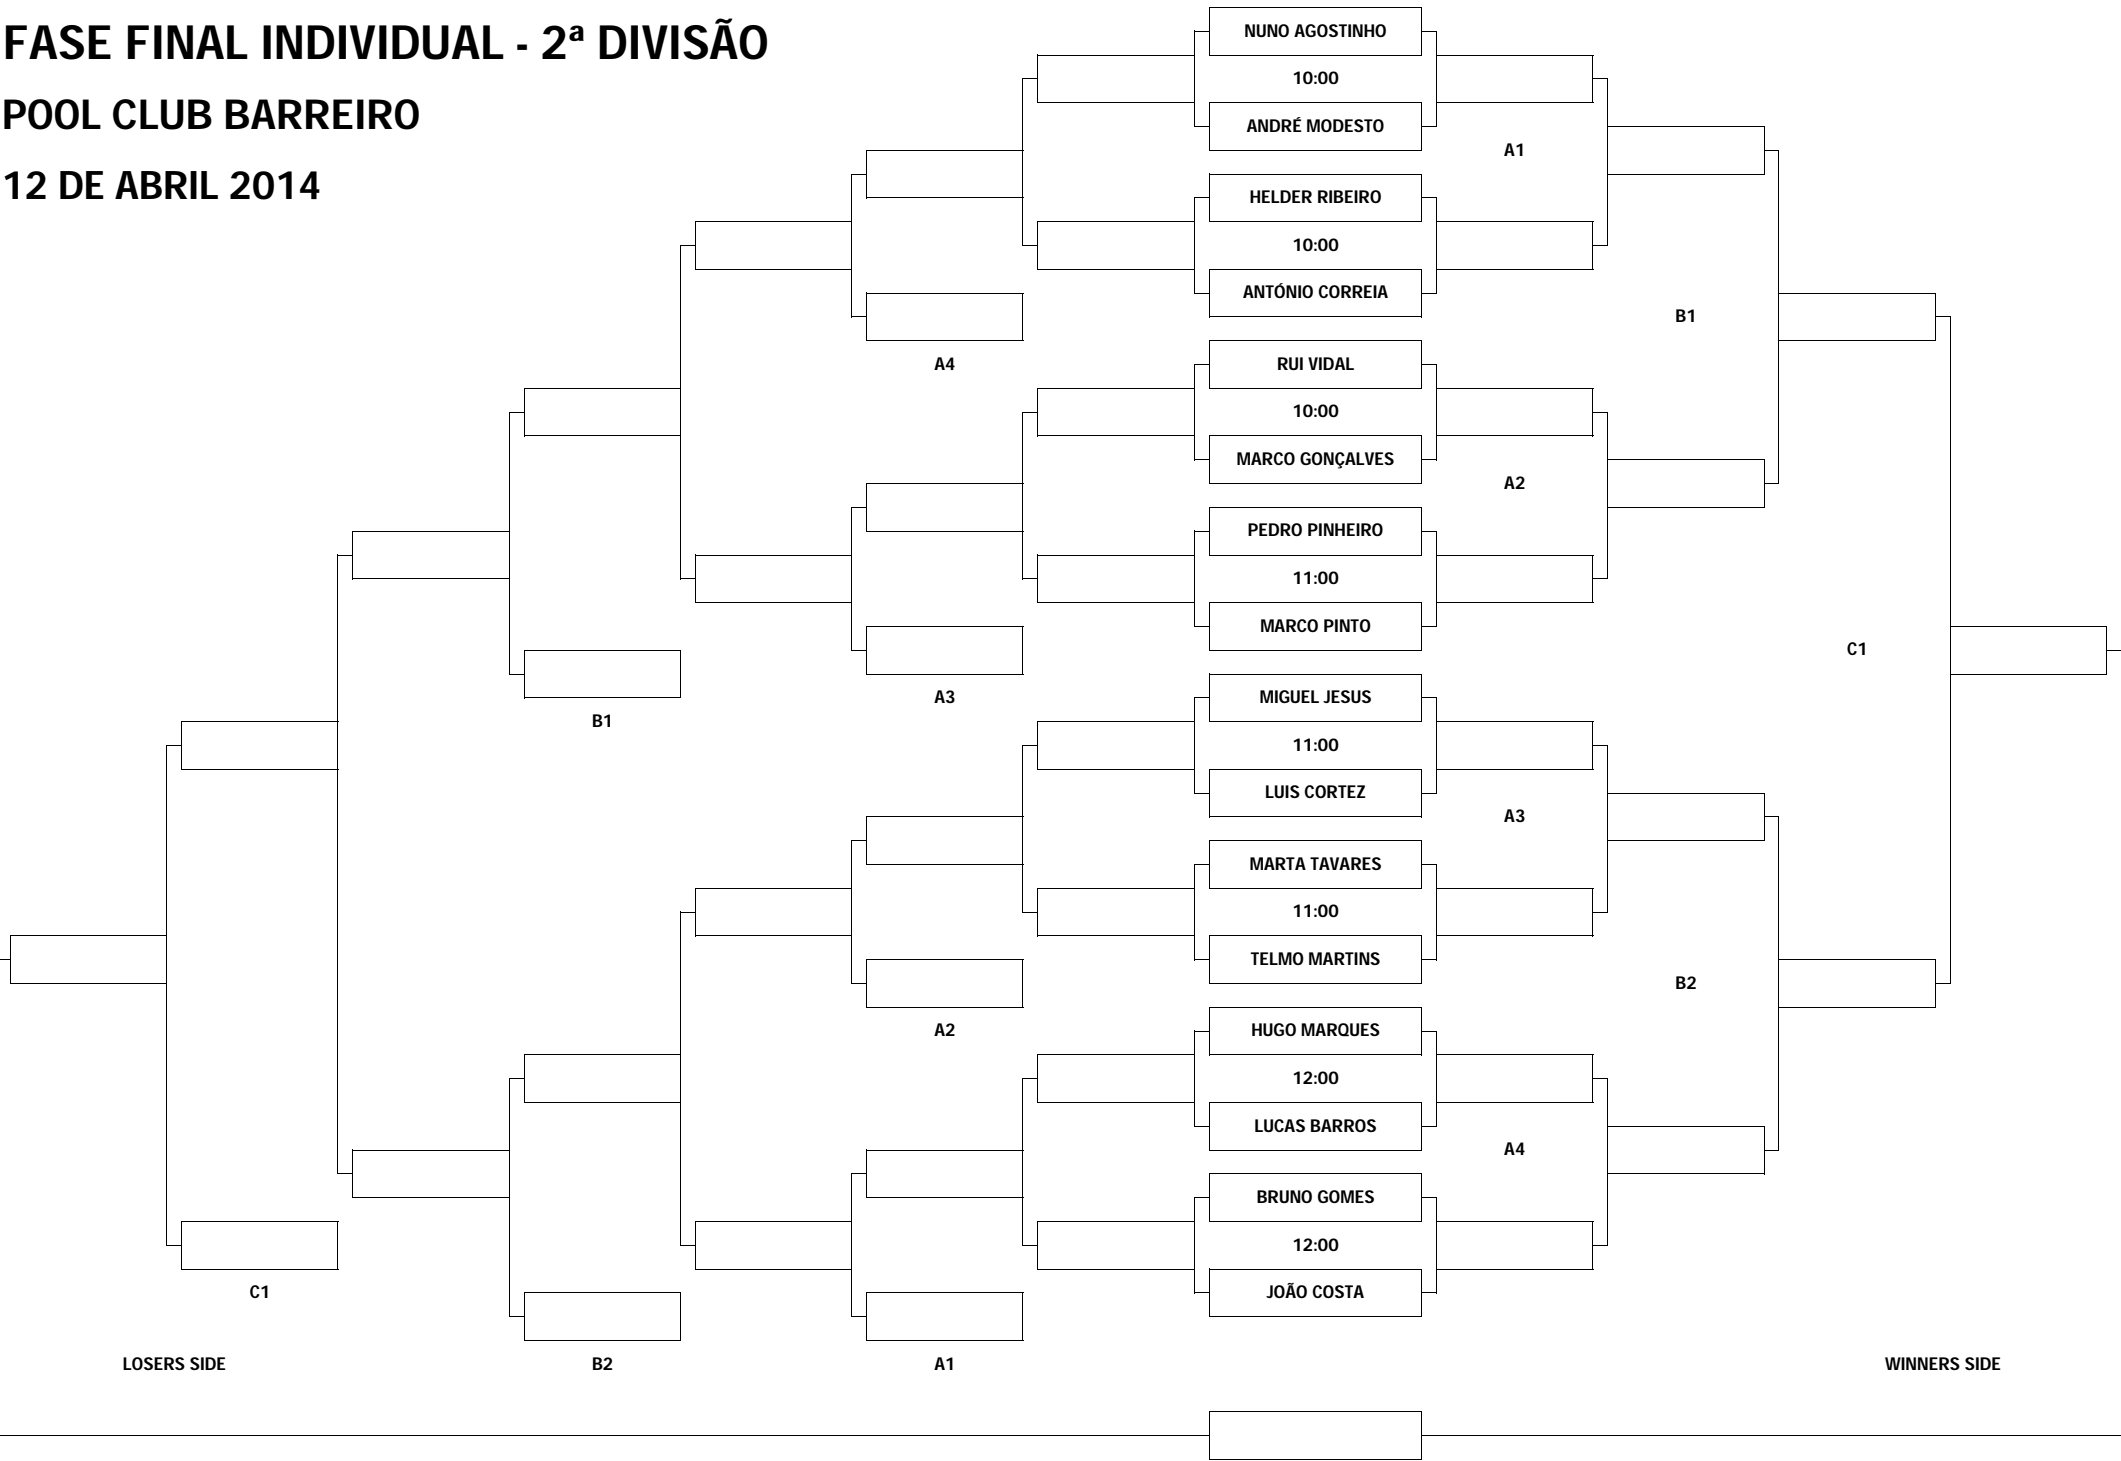 FASE FINAL INDIVIDUAL - 2ª DIVISÃO
POOL CLUB BARREIRO
12 DE ABRIL 2014
NUNO AGOSTINHO
10:00
ANDRÉ MODESTO
A1
HELDER RIBEIRO
10:00
ANTÓNIO CORREIA
B1
A4
RUI VIDAL
10:00
MARCO GONÇALVES
A2
PEDRO PINHEIRO
11:00
MARCO PINTO
C1
A3
B1
MIGUEL JESUS
11:00
LUIS CORTEZ
A3
MARTA TAVARES
11:00
TELMO MARTINS
B2
A2
HUGO MARQUES
12:00
LUCAS BARROS
A4
BRUNO GOMES
12:00
JOÃO COSTA
C1
LOSERS SIDE
B2
A1
WINNERS SIDE